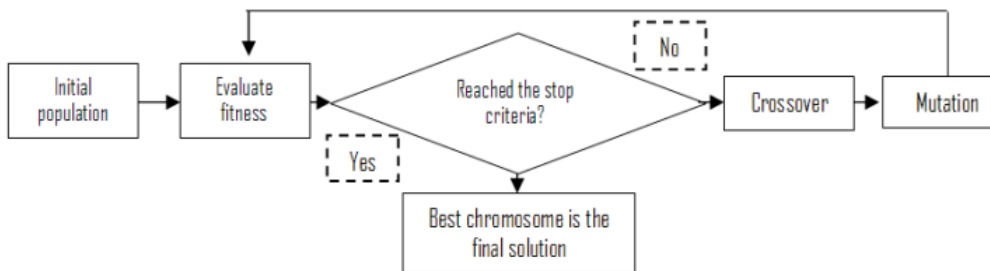 Initial
population
Evaluate
fitness
Reached the stop
criteria?
No
Yes
Crossover
Mutation
Best chromosome is the
final solution